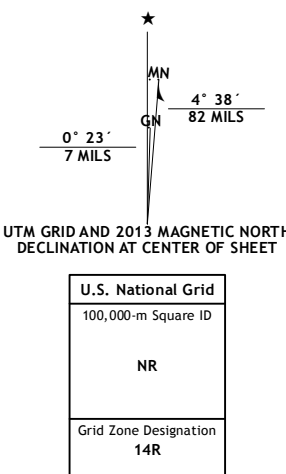 ★
MN
4° 38´
82 MILS
GN
0° 23´
7 MILS
UTM GRID AND 2013 MAGNETIC NORTH
DECLINATION AT CENTER OF SHEET
U.S. National Grid
100,000-m Square ID
NR
Grid Zone Designation
14R